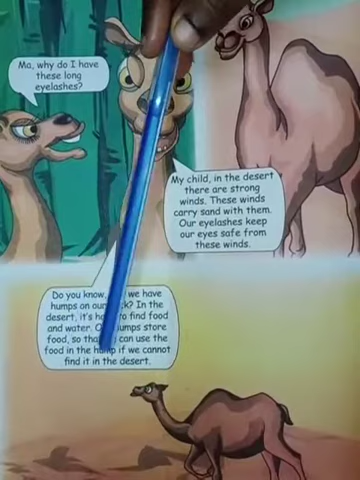 Ma, why do I have
these long
eyelashes?
My child, in the desert
there are strong
winds. These winds
carry sand with them.
Our eyelashes keep
our eyes safe from
these winds.
Do you know, we have
humps on our ? In the
desert, it's to find food
and water. humps store
food, so can use the
food in the if we cannot
find it in the desert.